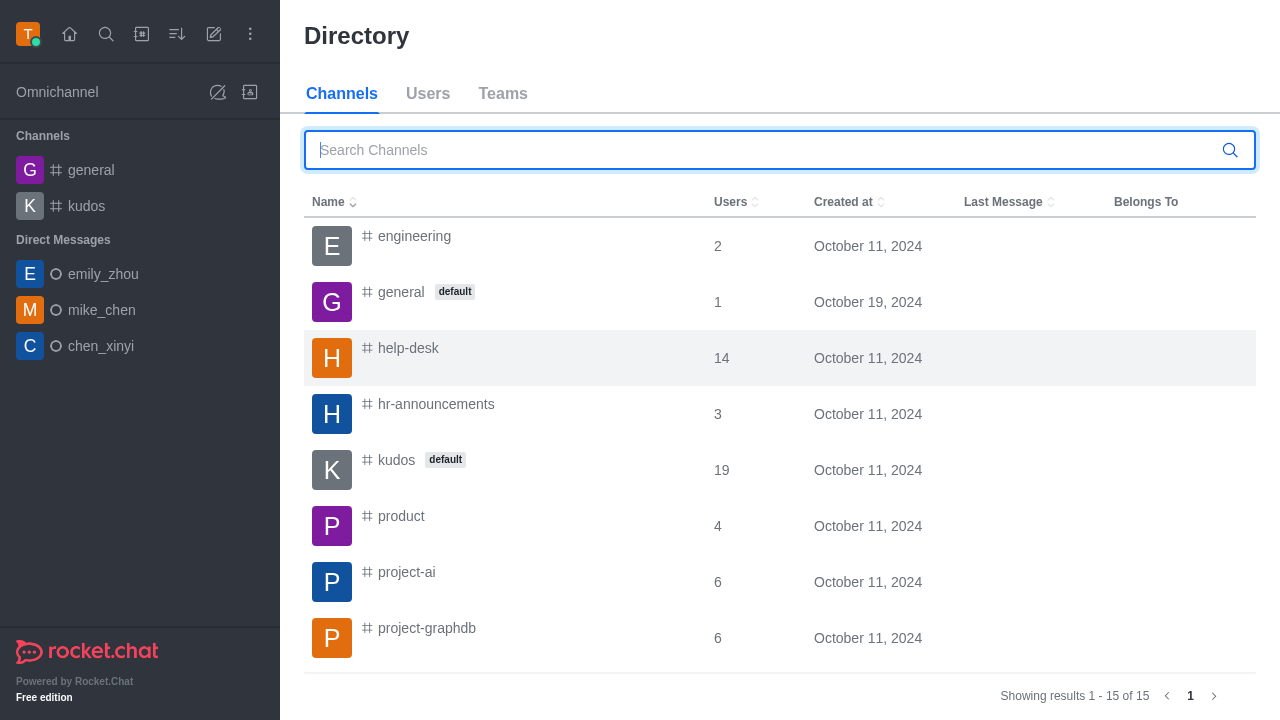 T
Directory
Channels Users Teams
Omnichannel
Search Channels
Channels
G general
K kudos
Direct Messages
E emily_zhou
M mike_chen
C chen_xinyi
Name Users Created at Last Message Belongs To
E engineering 2 October 11, 2024
G general default 1 October 19, 2024
H help-desk 14 October 11, 2024
H hr-announcements 3 October 11, 2024
K kudos default 19 October 11, 2024
P product 4 October 11, 2024
P project-ai 6 October 11, 2024
P project-graphdb 6 October 11, 2024
rocket.chat
Powered by Rocket.Chat
Free edition
Showing results 1 - 15 of 15 1